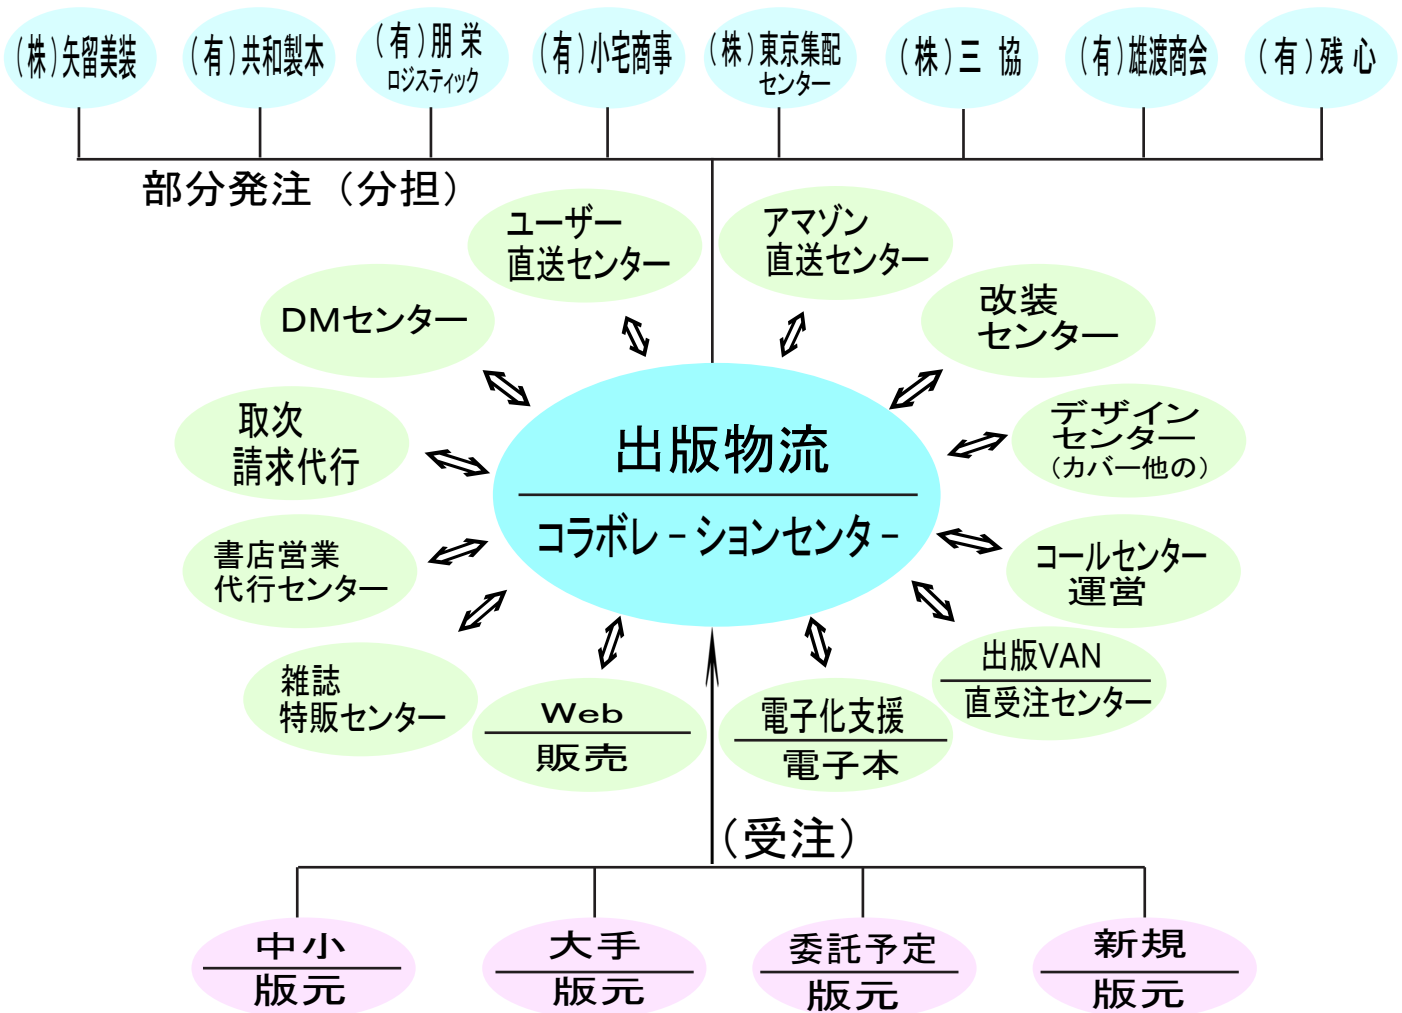 (株)矢留美装
(有)共和製本
(有)朋栄
ロジスティック
(有)小宅商事
(株)東京集配
センター
(株)三協
(有)雄渡商会
(有)残心
部分発注（分担）
ユーザー
直送センター
アマゾン
直送センター
DMセンター
改装
センター
取次
請求代行
デザイン
センター
(カバー他の)
出版物流
コラボレ-ションセンタ-
書店営業
代行センター
コールセンター
運営
雑誌
特販センター
出版VAN
直受注センター
Web
販売
電子化支援
電子本
(受注)
中小
版元
大手
版元
委託予定
版元
新規
版元